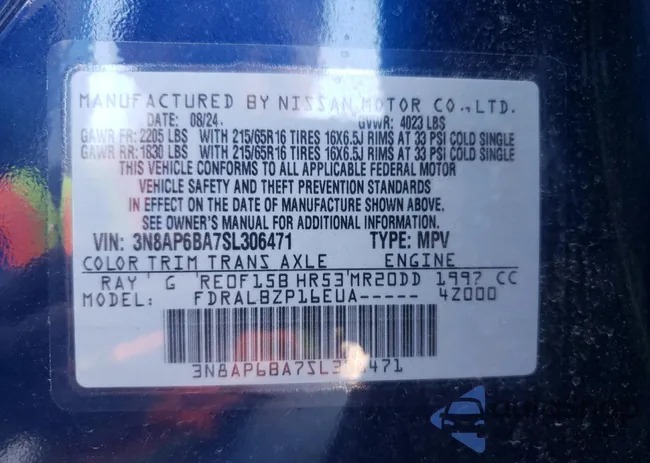 MANUFACTURED BY NISSAN MOTOR CO., LTD.
DATE: 08/24 GVWR: 4023 LBS
GAWR FR: 2205 LBS WITH 215/65R16 TIRES 16X6.5J RIMS AT 33 PSI COLD SINGLE
GAWR RR: 1830 LBS WITH 215/65R16 TIRES 16X6.5J RIMS AT 33 PSI COLD SINGLE
THIS VEHICLE CONFORMS TO ALL APPLICABLE FEDERAL MOTOR
VEHICLE SAFETY AND THEFT PREVENTION STANDARDS
IN EFFECT ON THE DATE OF MANUFACTURE SHOWN ABOVE.
SEE OWNER'S MANUAL FOR ADDITIONAL INFORMATION.
VIN: 3N8AP6BA7SL306471 TYPE: MPV
COLOR TRIM TRANS AXLE ENGINE
RAY G RE0F15B HR53 MR20DD 1997 CC
MODEL: FDRALBZP16EUA----- 4Z000
3N8AP6BA7SL306471
autoshop